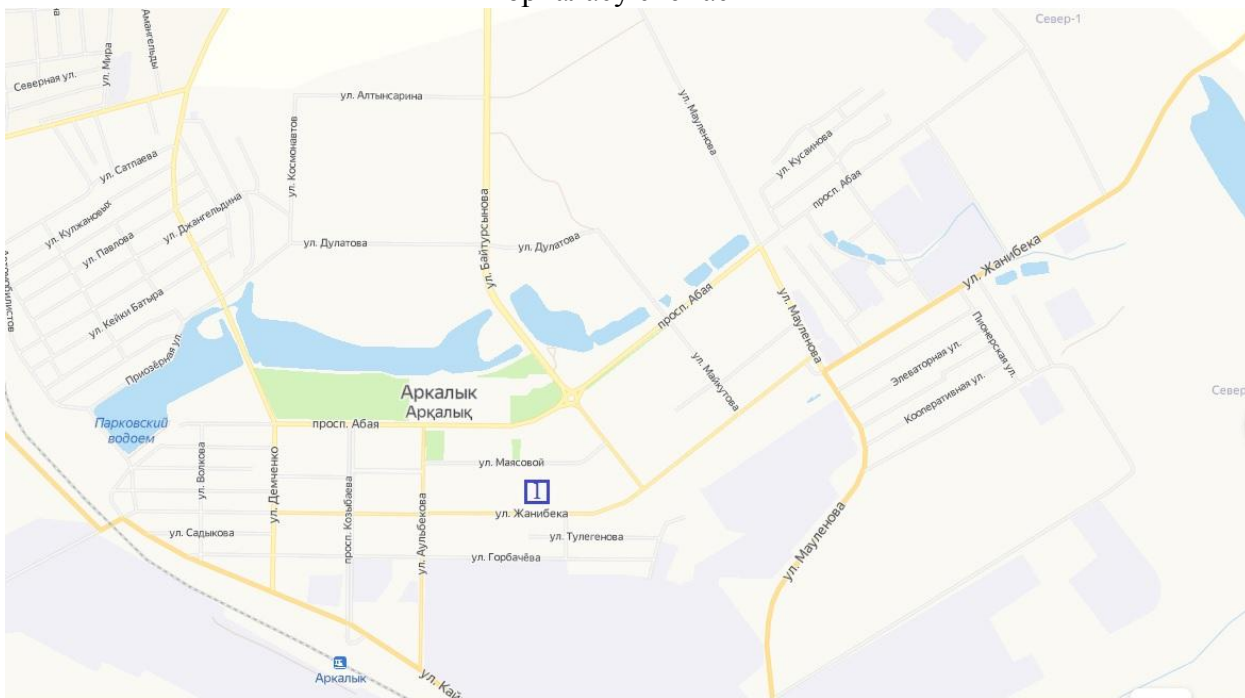 Север-1
Амангельды
ул. Мира
Северная ул.
ул. Алтынсарина
ул. Мауленова
ул. Космонавтов
ул. Кусаинова
ул. Сатпаева
просп. Абая
ул. Джангельдина
ул. Байтурсынова
ул. Кулжановых
ул. Павлова
ул. Дулатова
ул. Дулатова
ул. Жанибека
просп. Абая
ул. Кейки Батыра
ул. Мауленова
Пионерская ул.
Приозёрная ул.
ул. Майкутова
Элеваторная ул.
Аркалык
Арқалық
Кооперативная ул.
Север
Парковский
водоем
просп. Абая
ул. Волкова
ул. Маясовой
ул. Демченко
1
просп. Козыбаева
ул. Аульбекова
ул. Жанибека
ул. Садыкова
ул. Тулегенова
ул. Горбачёва
ул. Мауленова
Аркалык
ул. Кай